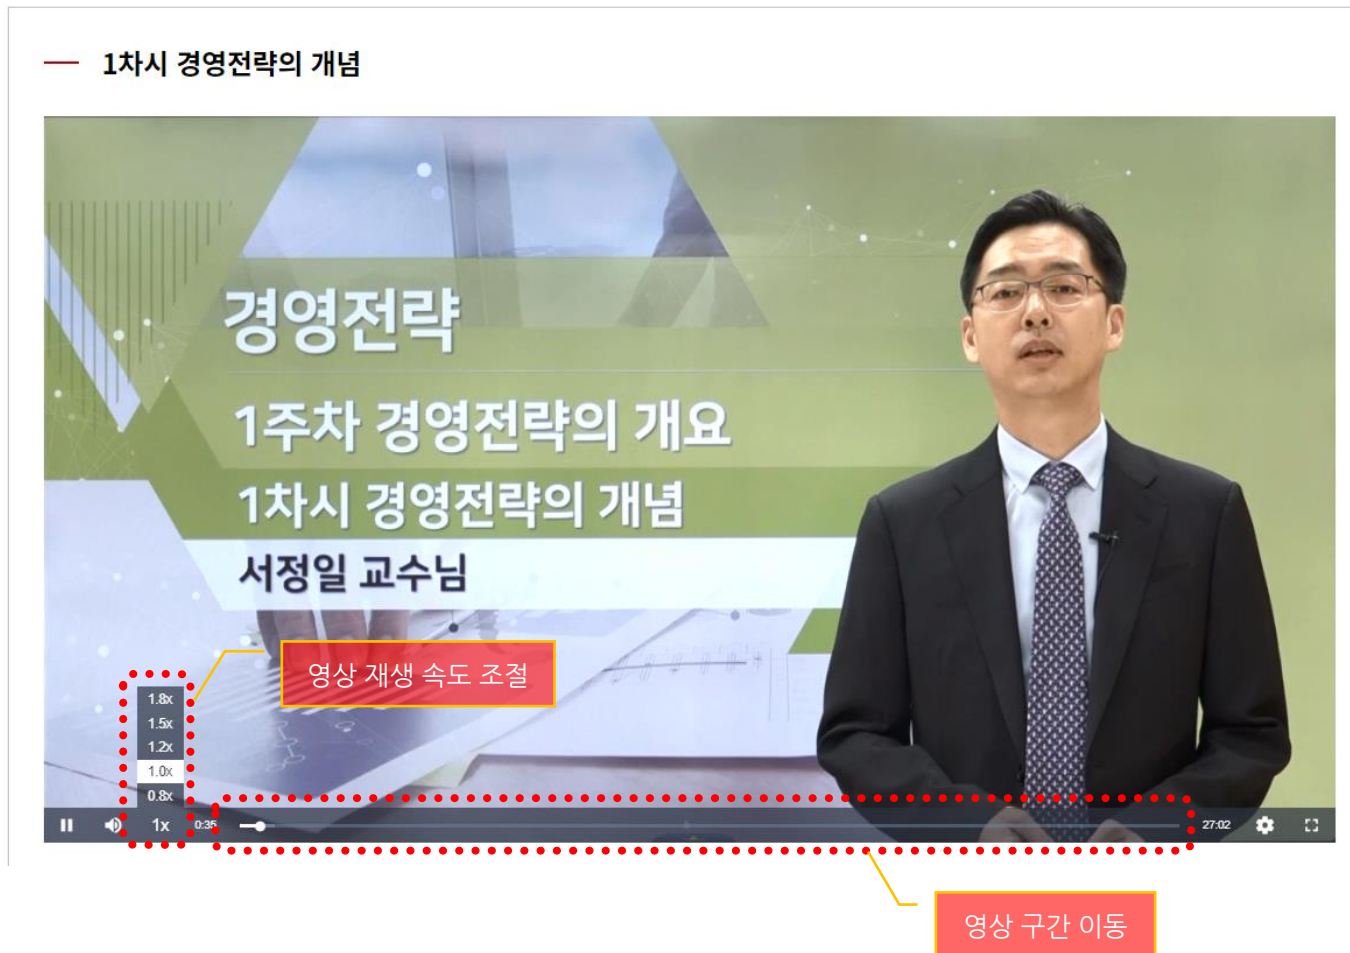 1차시 경영전략의 개념
경영전략
1주차 경영전략의 개요
1차시 경영전략의 개념
서정일 교수님
영상 재생 속도 조절
1.8x
1.5x
1.2x
1.0x
0.8x
1x 0:35 27:02
영상 구간 이동